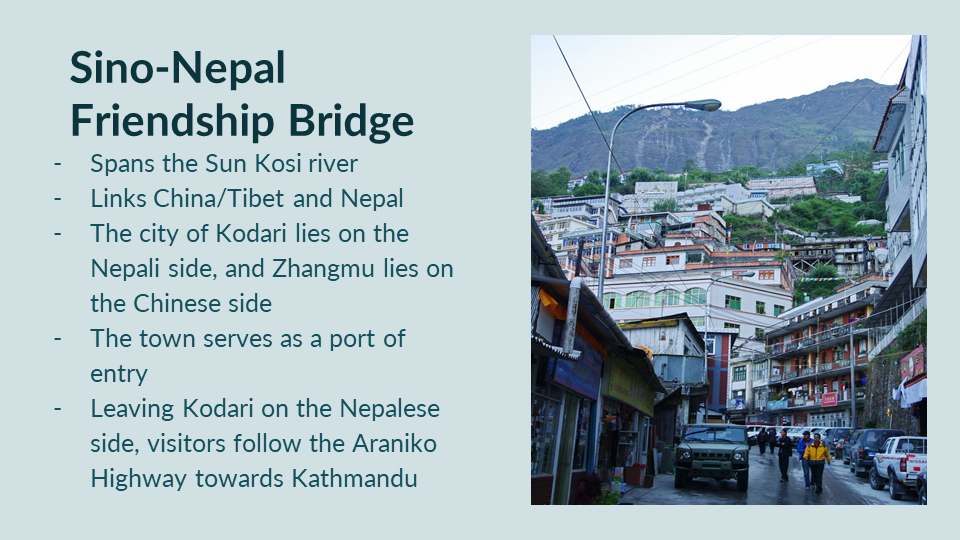 Sino-Nepal
Friendship Bridge
- Spans the Sun Kosi river
- Links China/Tibet and Nepal
- The city of Kodari lies on the
Nepali side, and Zhangmu lies on
the Chinese side
- The town serves as a port of
entry
- Leaving Kodari on the Nepalese
side, visitors follow the Araniko
Highway towards Kathmandu